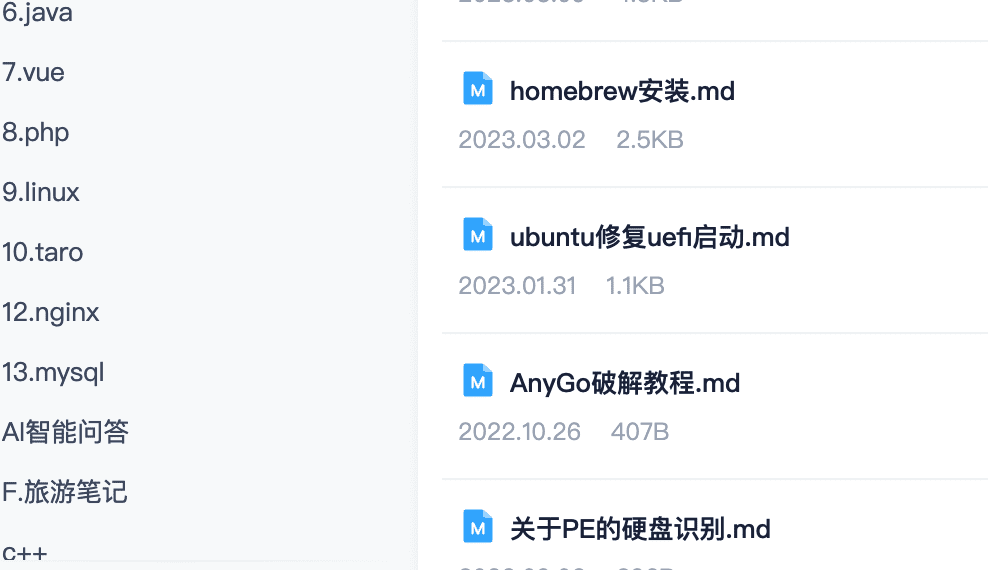 6.java
7.vue
8.php
9.linux
10.taro
12.nginx
13.mysql
AI智能问答
F.旅游笔记
c++
homebrew安装.md
2023.03.02 2.5KB
ubuntu修复uefi启动.md
2023.01.31 1.1KB
AnyGo破解教程.md
2022.10.26 407B
关于PE的硬盘识别.md